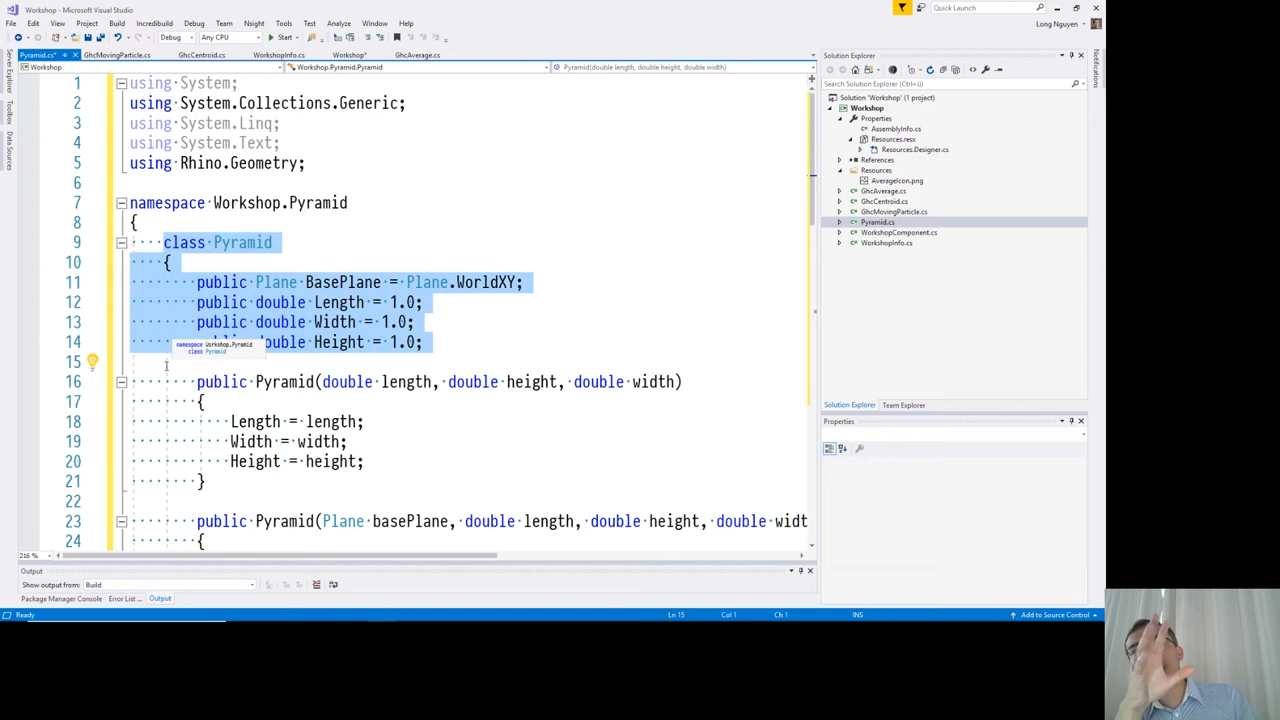 Workshop - Microsoft Visual Studio
Quick Launch
File Edit View Project Build Incredibuild Debug Team Nsight Tools Test Analyze Window Help
Long Nguyen
Debug Any CPU Start
Pyramid.cs* GhcMovingParticle.cs GhcCentroid.cs WorkshopInfo.cs Workshop* GhcAverage.cs
Workshop Workshop.Pyramid.Pyramid Pyramid(double length, double height, double width)
Server Explorer
Toolbox
Data Sources
1 using System;
2 using System.Collections.Generic;
3 using System.Linq;
4 using System.Text;
5 using Rhino.Geometry;
6
7 namespace Workshop.Pyramid
8 {
9 class Pyramid
10 {
11 public Plane BasePlane = Plane.WorldXY;
12 public double Length = 1.0;
13 public double Width = 1.0;
14 double Height = 1.0;
namespace Workshop.Pyramid
class Pyramid
15
16 public Pyramid(double length, double height, double width)
17 {
18 Length = length;
19 Width = width;
20 Height = height;
21 }
22
23 public Pyramid(Plane basePlane, double length, double height, double widt
24 {
216 %
Output
Show output from: Build
Package Manager Console Error List ... Output
Ready Ln 15 Col 1 Ch 1 INS Add to Source Control
Solution Explorer
Search Solution Explorer (Ctrl+ü)
Solution 'Workshop' (1 project)
Workshop
Properties
AssemblyInfo.cs
Resources.resx
Resources.Designer.cs
References
Resources
AverageIcon.png
GhcAverage.cs
GhcCentroid.cs
GhcMovingParticle.cs
Pyramid.cs
WorkshopComponent.cs
WorkshopInfo.cs
Solution Explorer Team Explorer
Properties
Notifications